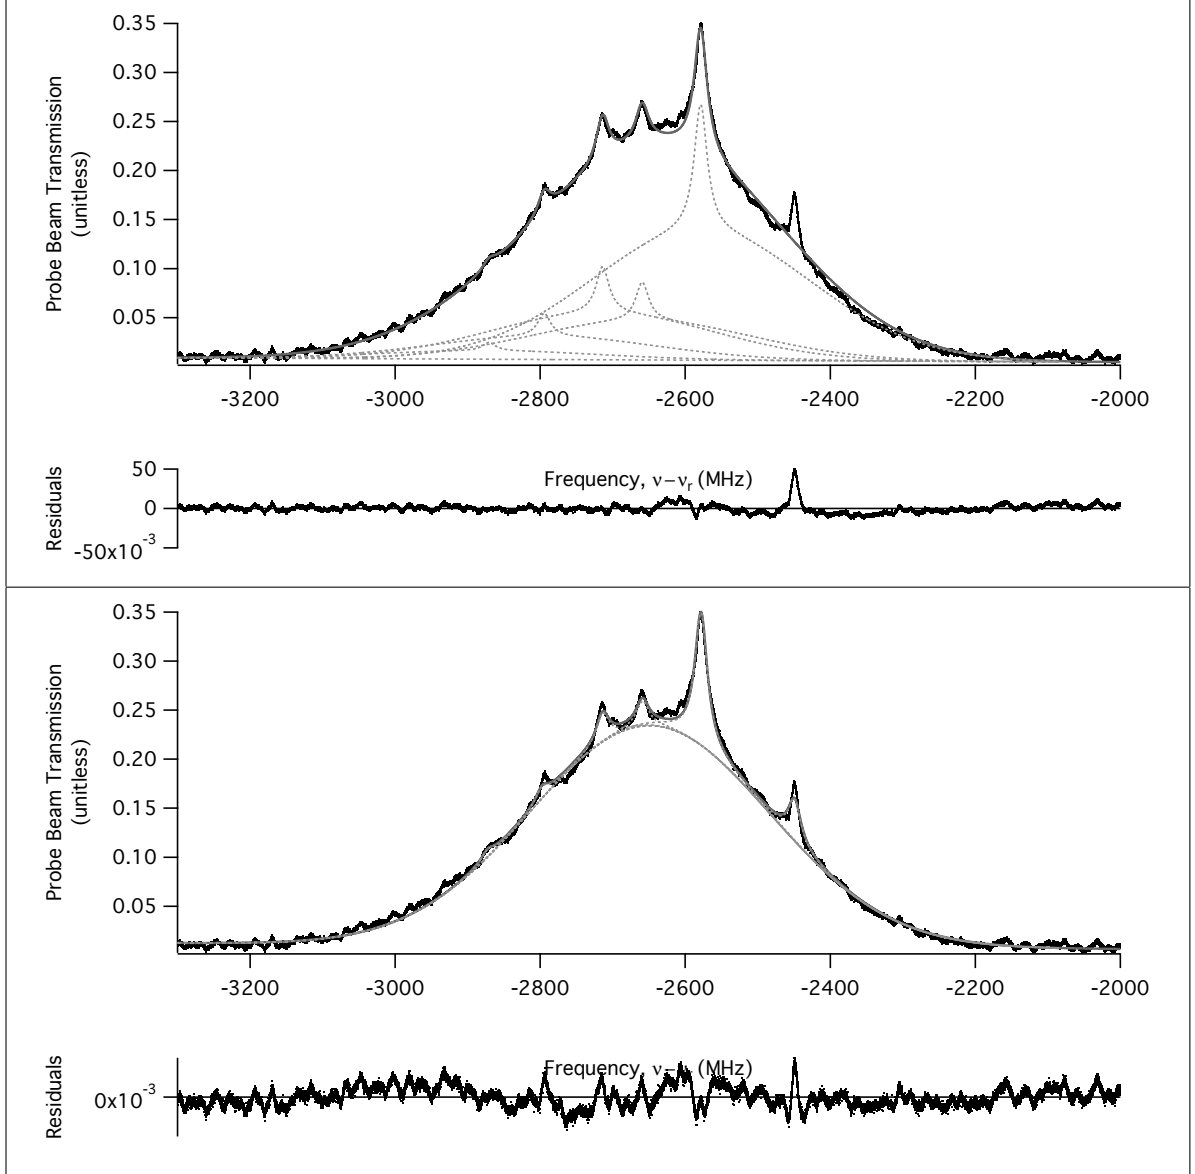 0.35
0.30
0.25
0.20
0.15
0.10
0.05
Probe Beam Transmission
(unitless)
-3200 -3000 -2800 -2600 -2400 -2200 -2000
Frequency, ν−νr (MHz)
Residuals
50
0
-50x10-3
0.35
0.30
0.25
0.20
0.15
0.10
0.05
Probe Beam Transmission
(unitless)
-3200 -3000 -2800 -2600 -2400 -2200 -2000
Frequency, ν− (MHz)
Residuals
0x10-3